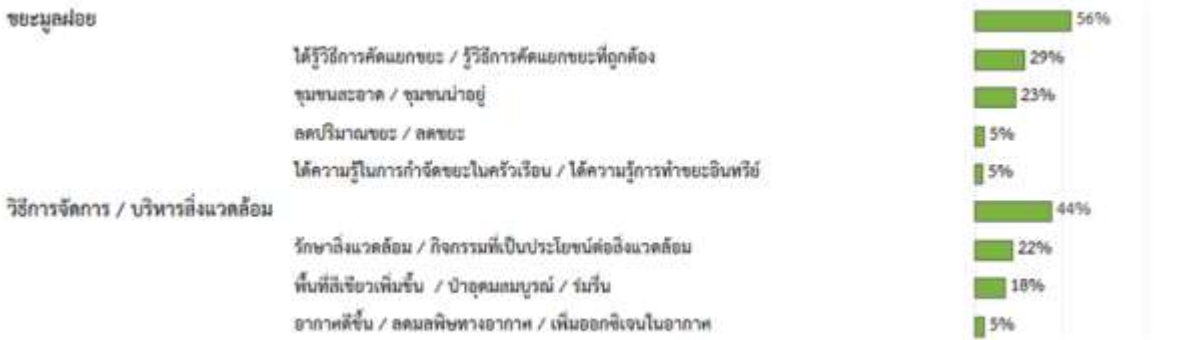 ขยะมูลฝอย 56%
ได้รู้วิธีการคัดแยกขยะ / รู้วิธีการคัดแยกขยะที่ถูกต้อง 29%
ชุมชนสะอาด / ชุมชนน่าอยู่ 23%
ลดปริมาณขยะ / ลดขยะ 5%
ได้ความรู้ในการกำจัดขยะในครัวเรือน / ได้ความรู้การทำขยะอินทรีย์ 5%
วิธีการจัดการ / บริหารสิ่งแวดล้อม 44%
รักษาสิ่งแวดล้อม / กิจกรรมที่เป็นประโยชน์ต่อสิ่งแวดล้อม 22%
พื้นที่สีเขียวเพิ่มขึ้น / ป่าอุดมสมบูรณ์ / ร่มรื่น 18%
อากาศดีขึ้น / ลดมลพิษทางอากาศ / เพิ่มออกซิเจนในอากาศ 5%